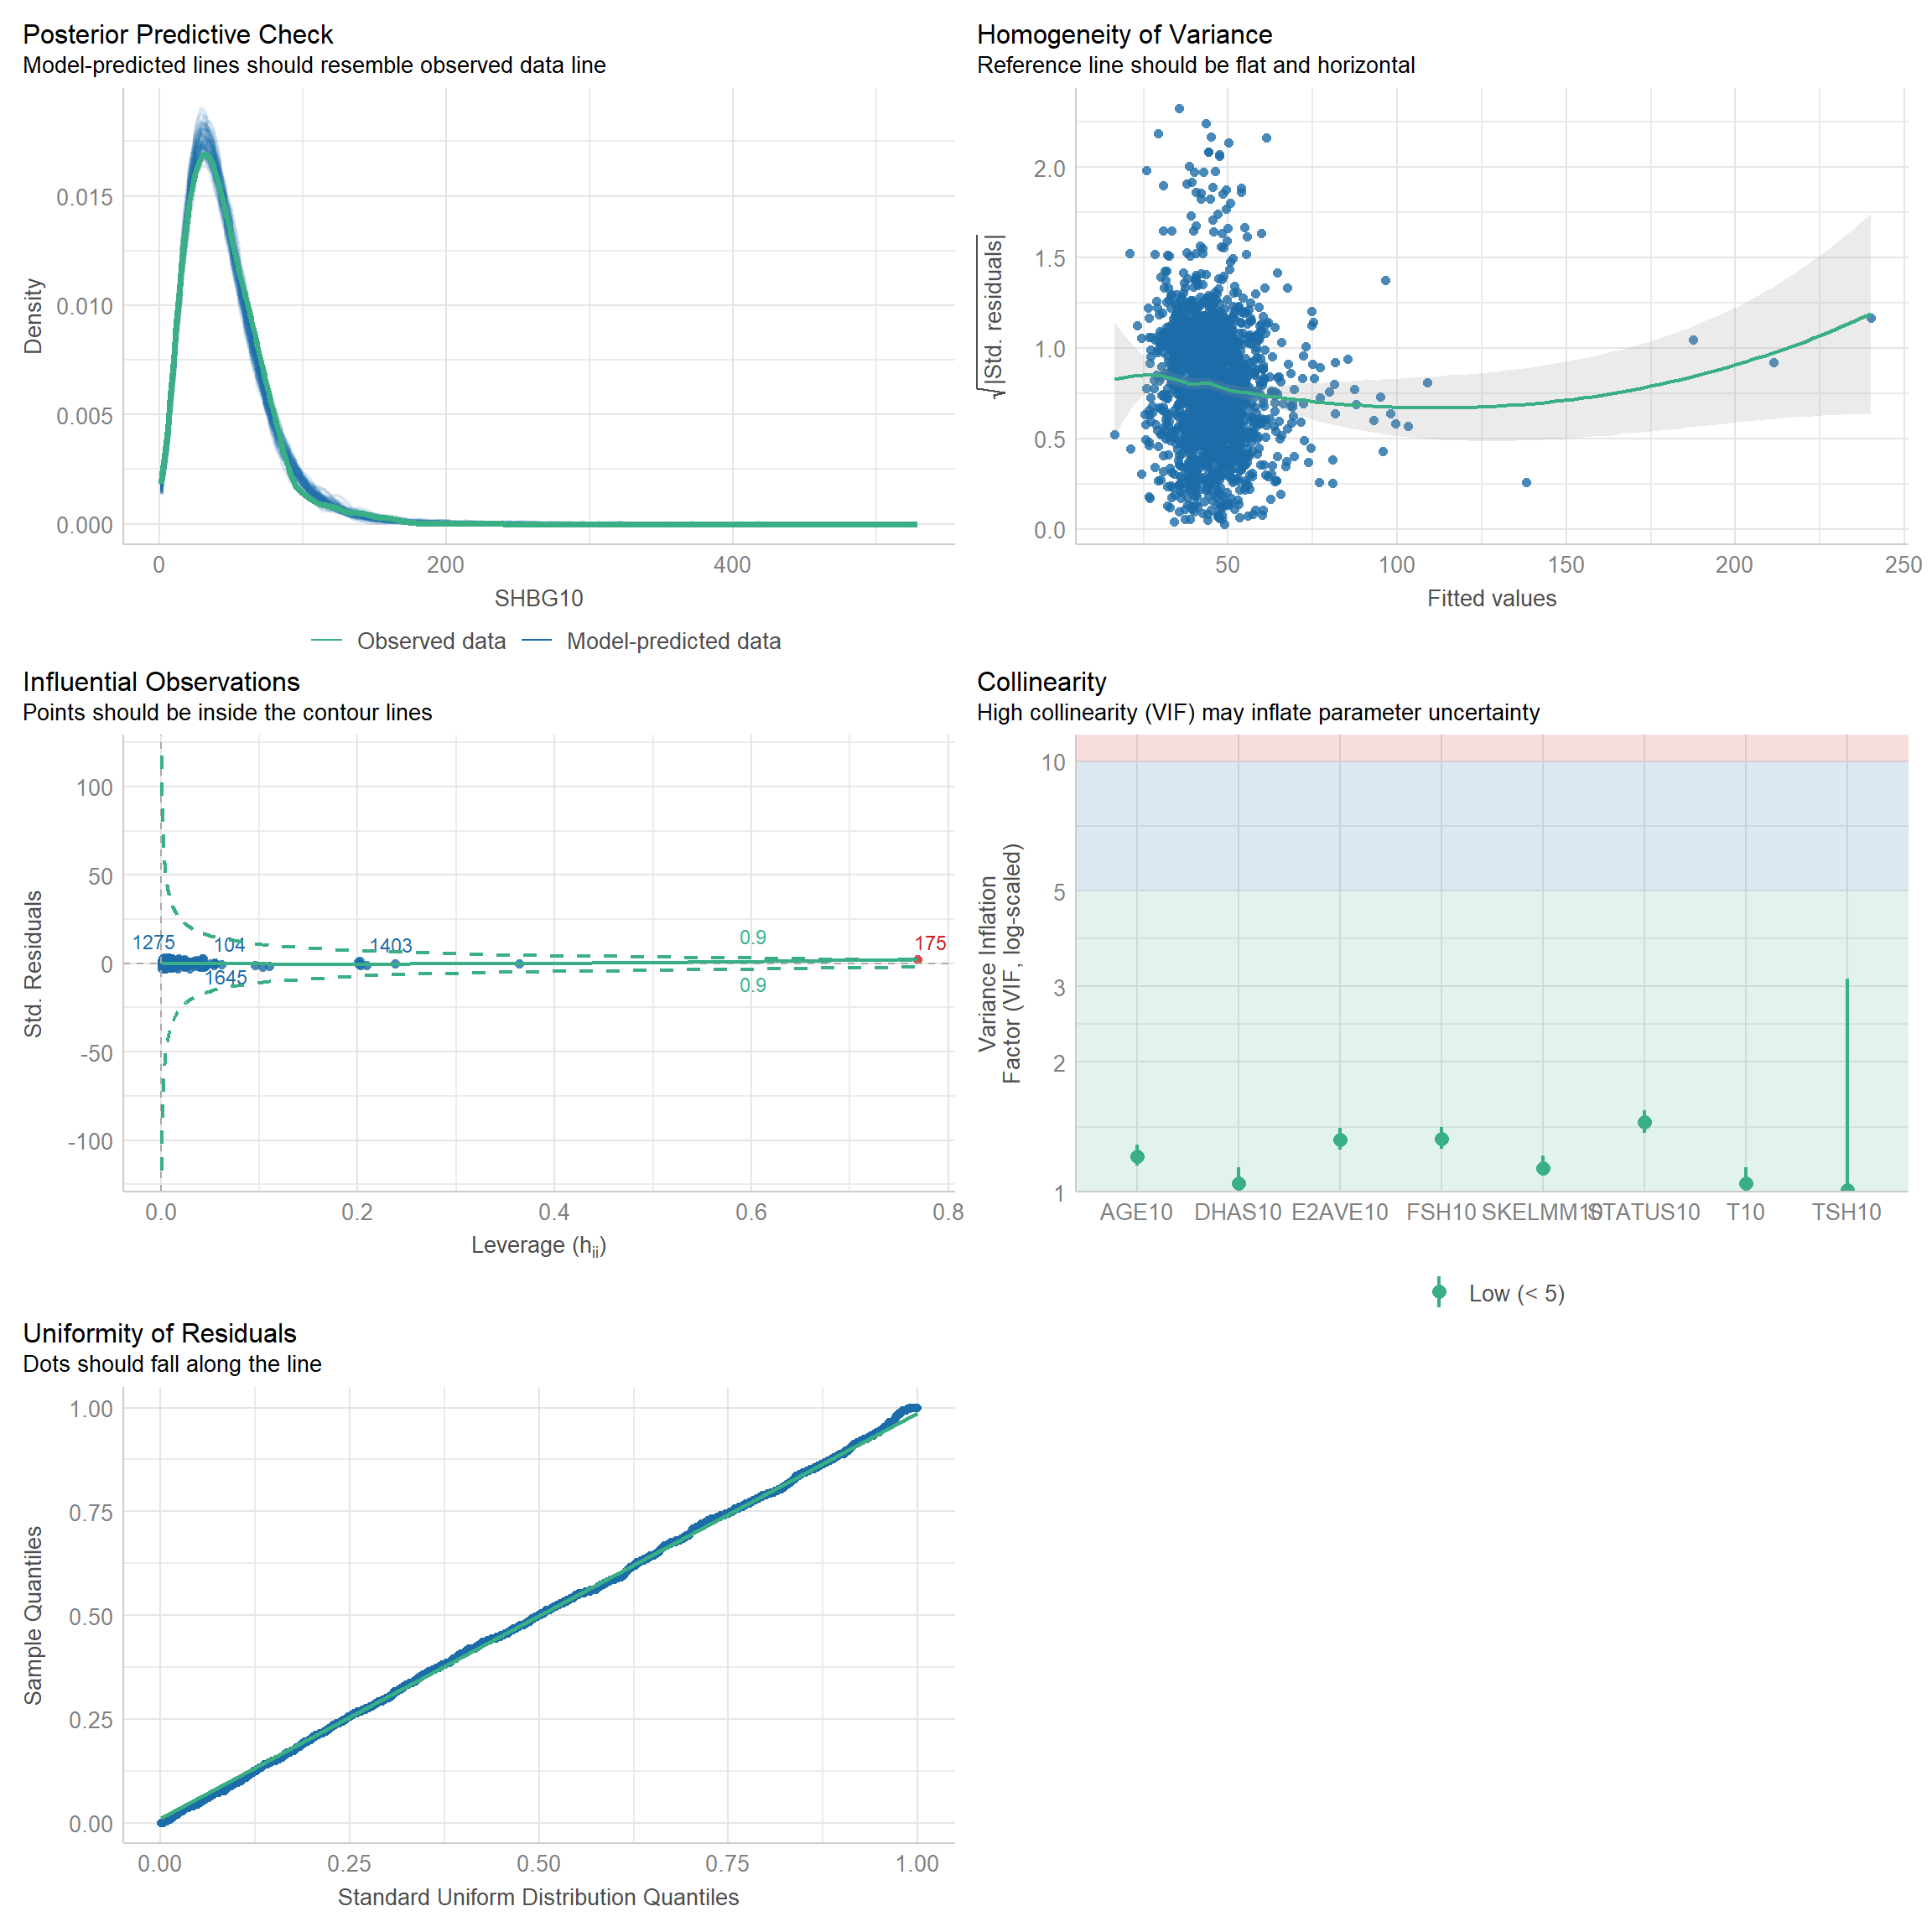 Posterior Predictive Check
Model-predicted lines should resemble observed data line
0.015
0.010
0.005
0.000
Density
0
200
400
SHBG10
Observed data
Model-predicted data
Homogeneity of Variance
Reference line should be flat and horizontal
2.0
1.5
1.0
0.5
0.0
√|Std. residuals|
50
100
150
200
250
Fitted values
Influential Observations
Points should be inside the contour lines
100
50
0
-50
-100
Std. Residuals
1275
104
1645
1403
0.9
0.9
175
0.0
0.2
0.4
0.6
0.8
Leverage (hii)
Collinearity
High collinearity (VIF) may inflate parameter uncertainty
10
5
3
2
1
Variance Inflation
Factor (VIF, log-scaled)
AGE10
DHAS10
E2AVE10
FSH10
SKELMM10
STATUS10
T10
TSH10
Low (< 5)
Uniformity of Residuals
Dots should fall along the line
1.00
0.75
0.50
0.25
0.00
Sample Quantiles
0.00
0.25
0.50
0.75
1.00
Standard Uniform Distribution Quantiles